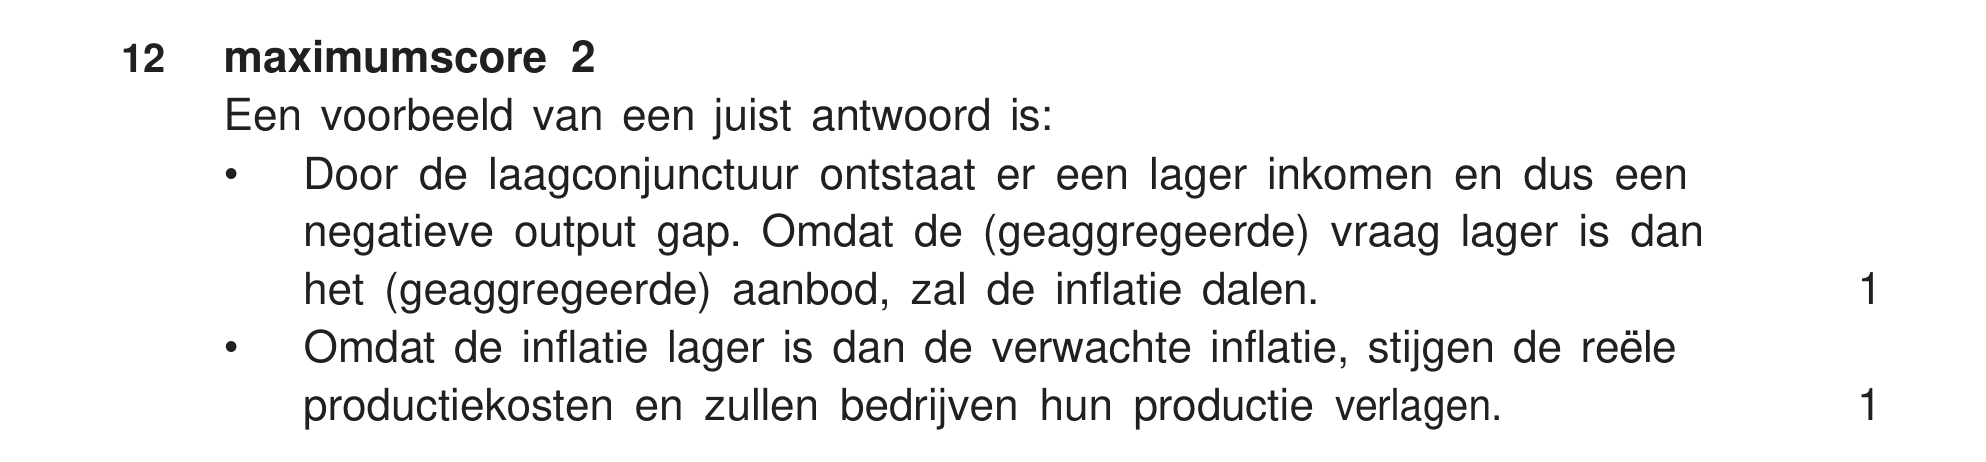 12 maximumscore 2
Een voorbeeld van een juist antwoord is:
• Door de laagconjunctuur ontstaat er een lager inkomen en dus een
negatieve output gap. Omdat de (geaggregeerde) vraag lager is dan
het (geaggregeerde) aanbod, zal de inflatie dalen. 1
• Omdat de inflatie lager is dan de verwachte inflatie, stijgen de reële
productiekosten en zullen bedrijven hun productie verlagen. 1